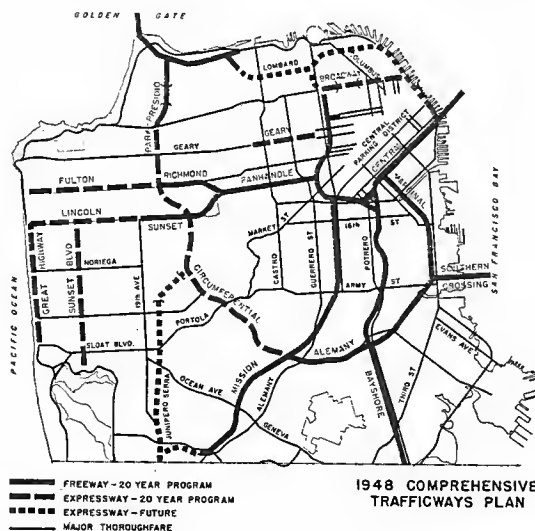 GOLDEN GATE
LOMBARD
COLUMBUS
BROADWAY
PARK PRESIDIO
GEARY
GEARY
CENTRAL PARKING DISTRICT
CENTRAL
FULTON
RICHMOND
PANHANDLE
MARGINAL
LINCOLN
SUNSET
MARKET ST
16TH ST
SAN FRANCISCO BAY
PACIFIC OCEAN
GREAT HIGHWAY
SUNSET BLVD
NORIEGA
19TH AVE
CIRCUMFERENTIAL
CASTRO
GUERRERO ST
POTRERO
ARMY ST
SOUTHERN CROSSING
PORTOLA
SLOAT BLVD.
OCEAN AVE
JUNIPERO SERRA
MISSION
ALEMANY
ALEMANY
GENEVA
BAYSHORE
THIRD ST
EVANS AVE
FREEWAY - 20 YEAR PROGRAM
EXPRESSWAY - 20 YEAR PROGRAM
EXPRESSWAY - FUTURE
MAJOR THOROUGHFARE
1948 COMPREHENSIVE
TRAFFICWAYS PLAN